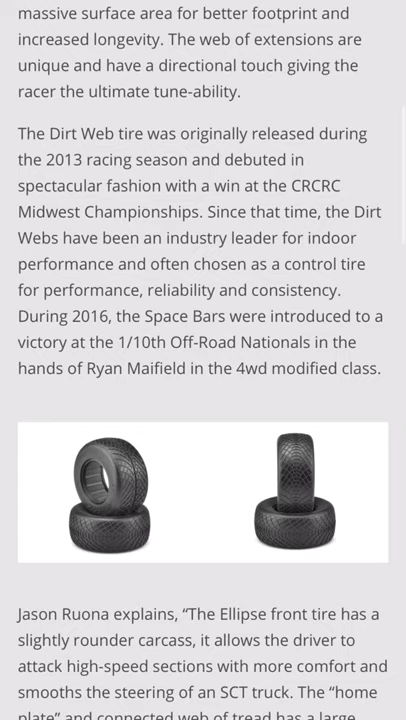 massive surface area for better footprint and
increased longevity. The web of extensions are
unique and have a directional touch giving the
racer the ultimate tune-ability.
The Dirt Web tire was originally released during
the 2013 racing season and debuted in
spectacular fashion with a win at the CRCRC
Midwest Championships. Since that time, the Dirt
Webs have been an industry leader for indoor
performance and often chosen as a control tire
for performance, reliability and consistency.
During 2016, the Space Bars were introduced to a
victory at the 1/10th Off-Road Nationals in the
hands of Ryan Maifield in the 4wd modified class.
Jason Ruona explains, “The Ellipse front tire has a
slightly rounder carcass, it allows the driver to
attack high-speed sections with more comfort and
smooths the steering of an SCT truck. The “home
plate” and connected web of tread has a large